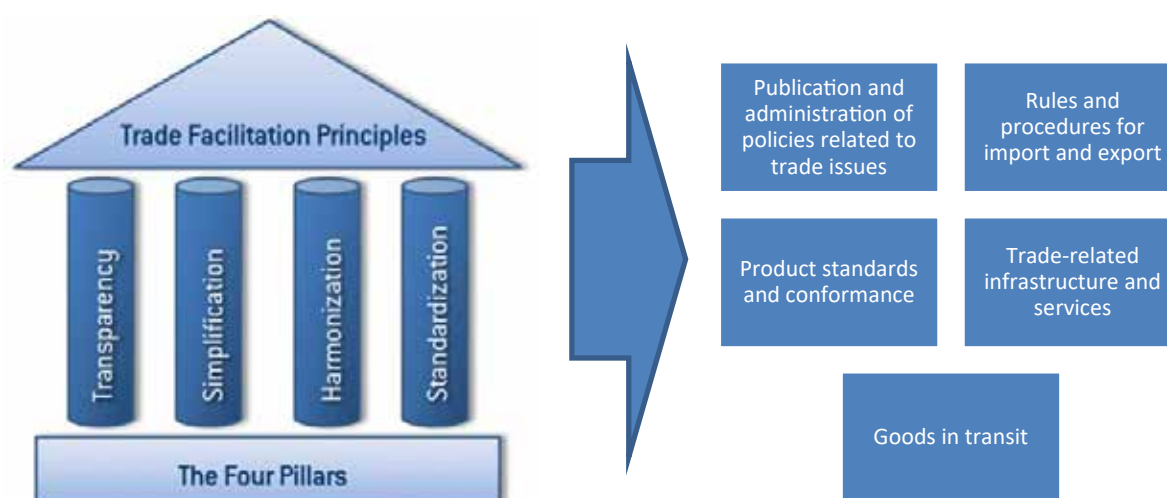 Trade Facilitation Principles
Transparency
Simplification
Harmonization
Standardization
The Four Pillars
Publication and
administration of
policies related to
trade issues
Rules and
procedures for
import and export
Product standards
and conformance
Trade-related
infrastructure and
services
Goods in transit